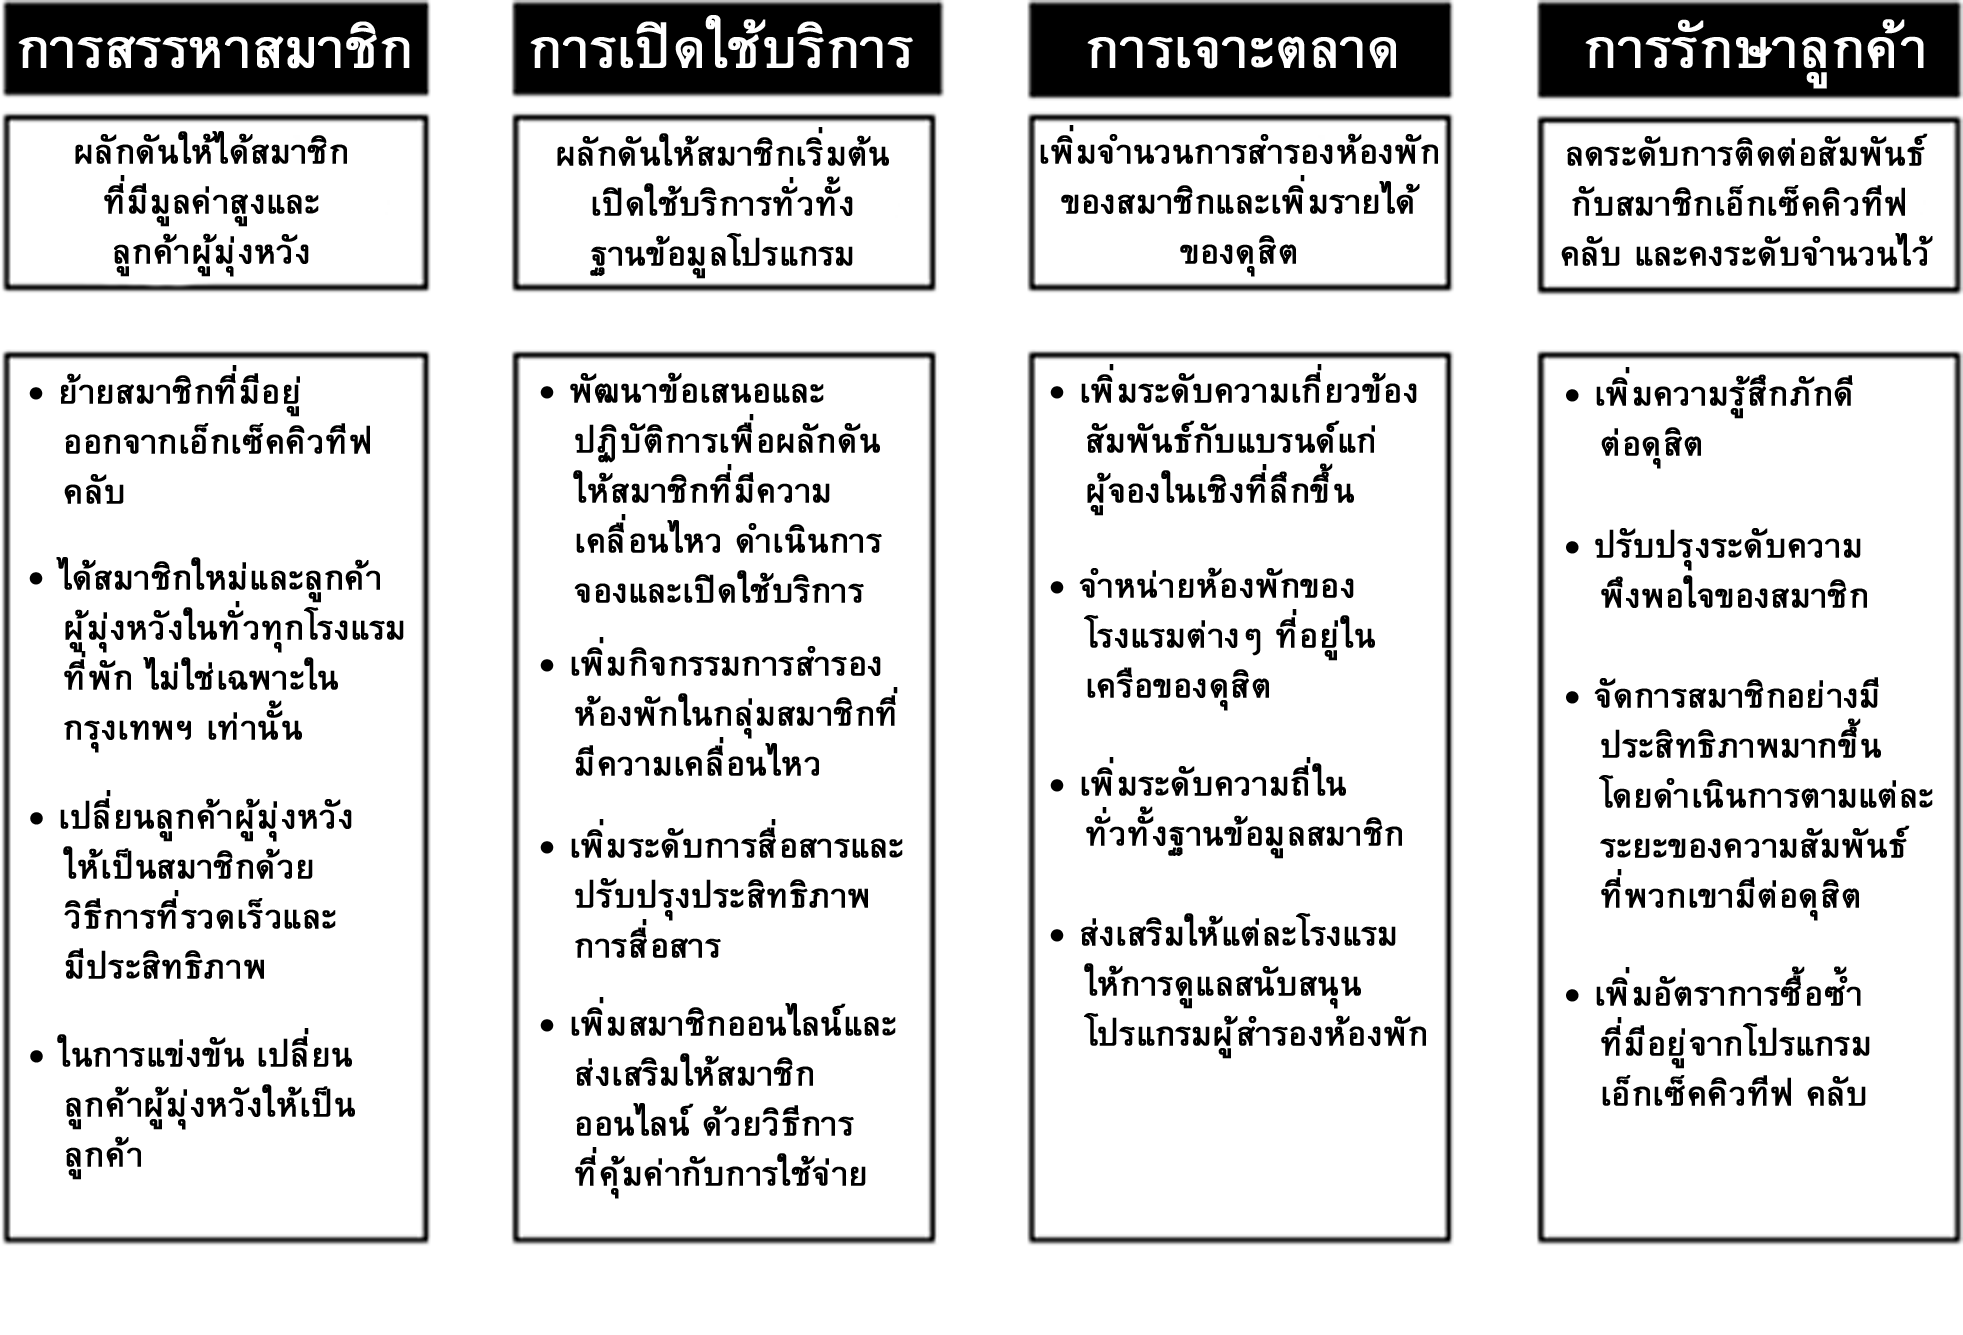 การสรรหาสมาชิก
ผลักดันให้ได้สมาชิก
ที่มีมูลค่าสูงและ
ลูกค้าผู้มุ่งหวัง
• ย้ายสมาชิกที่มีอยู่
ออกจากเอ็กเซ็คคิวทีฟ
คลับ
• ได้สมาชิกใหม่และลูกค้า
ผู้มุ่งหวังในทั่วทุกโรงแรม
ที่พัก ไม่ใช่เฉพาะใน
กรุงเทพฯ เท่านั้น
• เปลี่ยนลูกค้าผู้มุ่งหวัง
ให้เป็นสมาชิกด้วย
วิธีการที่รวดเร็วและ
มีประสิทธิภาพ
• ในการแข่งขัน เปลี่ยน
ลูกค้าผู้มุ่งหวังให้เป็น
ลูกค้า
การเปิดใช้บริการ
ผลักดันให้สมาชิกเริ่มต้น
เปิดใช้บริการทั่วทั้ง
ฐานข้อมูลโปรแกรม
• พัฒนาข้อเสนอและ
ปฏิบัติการเพื่อผลักดัน
ให้สมาชิกที่มีความ
เคลื่อนไหว ดำเนินการ
จองและเปิดใช้บริการ
• เพิ่มกิจกรรมการสำรอง
ห้องพักในกลุ่มสมาชิกที่
มีความเคลื่อนไหว
• เพิ่มระดับการสื่อสารและ
ปรับปรุงประสิทธิภาพ
การสื่อสาร
• เพิ่มสมาชิกออนไลน์และ
ส่งเสริมให้สมาชิก
ออนไลน์ ด้วยวิธีการ
ที่คุ้มค่ากับการใช้จ่าย
การเจาะตลาด
เพิ่มจำนวนการสำรองห้องพัก
ของสมาชิกและเพิ่มรายได้
ของดุสิต
• เพิ่มระดับความเกี่ยวข้อง
สัมพันธ์กับแบรนด์แก่
ผู้จองในเชิงที่ลึกขึ้น
• จำหน่ายห้องพักของ
โรงแรมต่างๆ ที่อยู่ใน
เครือของดุสิต
• เพิ่มระดับความถี่ใน
ทั่วทั้งฐานข้อมูลสมาชิก
• ส่งเสริมให้แต่ละโรงแรม
ให้การดูแลสนับสนุน
โปรแกรมผู้สำรองห้องพัก
การรักษาลูกค้า
ลดระดับการติดต่อสัมพันธ์
กับสมาชิกเอ็กเซ็คคิวทีฟ
คลับ และคงระดับจำนวนไว้
• เพิ่มความรู้สึกภักดี
ต่อดุสิต
• ปรับปรุงระดับความ
พึงพอใจของสมาชิก
• จัดการสมาชิกอย่างมี
ประสิทธิภาพมากขึ้น
โดยดำเนินการตามแต่ละ
ระยะของความสัมพันธ์
ที่พวกเขามีต่อดุสิต
• เพิ่มอัตราการซื้อซ้ำ
ที่มีอยู่จากโปรแกรม
เอ็กเซ็คคิวทีฟ คลับ